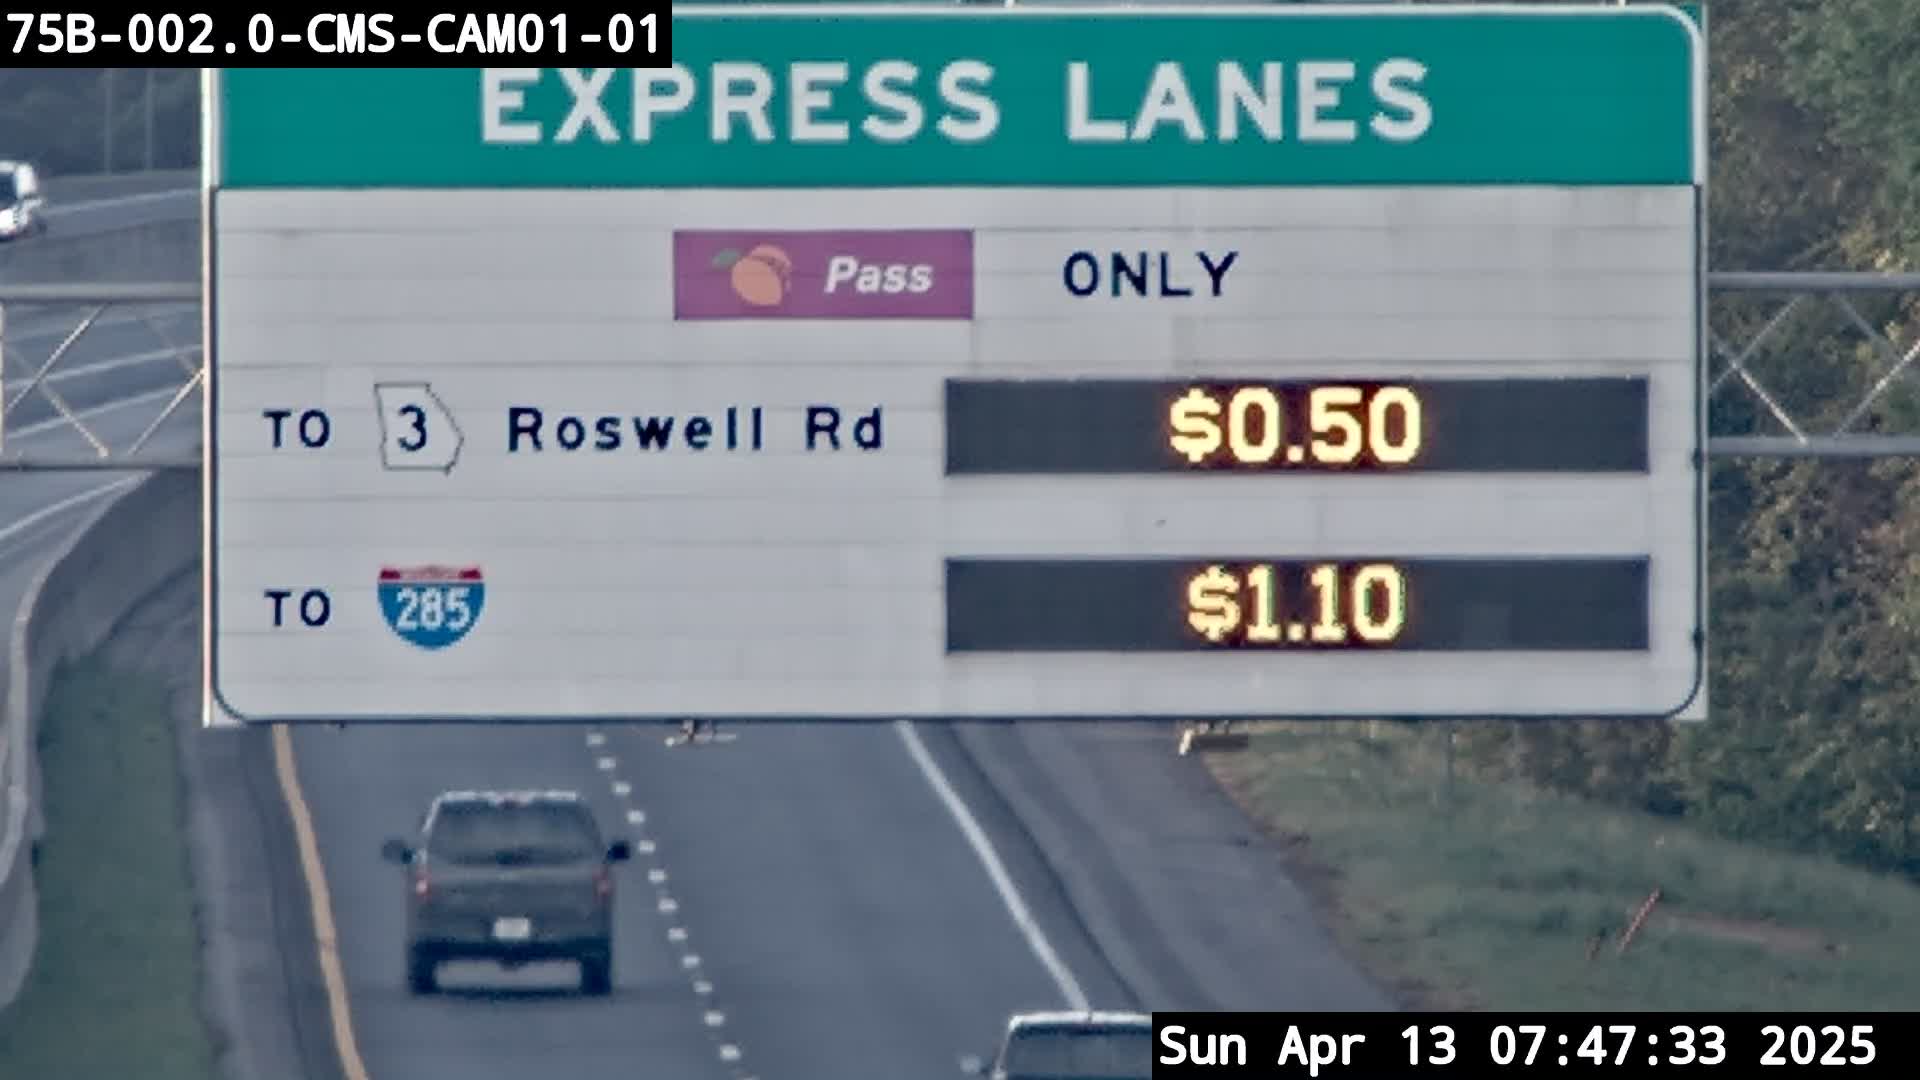 75B-002.0-CMS-CAM01-01
EXPRESS LANES
Pass ONLY
TO 3 Roswell Rd $0.50
TO 285 $1.10
Sun Apr 13 07:47:33 2025